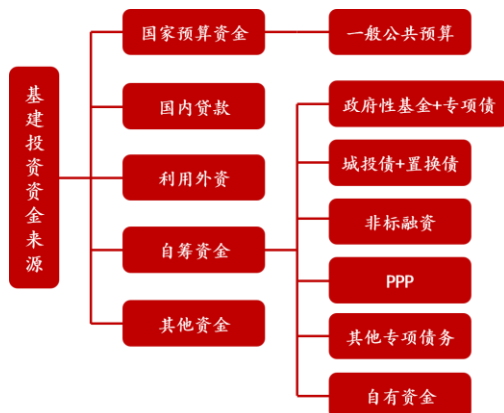 基建投资资金来源
国家预算资金
一般公共预算
国内贷款
利用外资
自筹资金
政府性基金+专项债
城投债+置换债
非标融资
PPP
其他专项债务
自有资金
其他资金